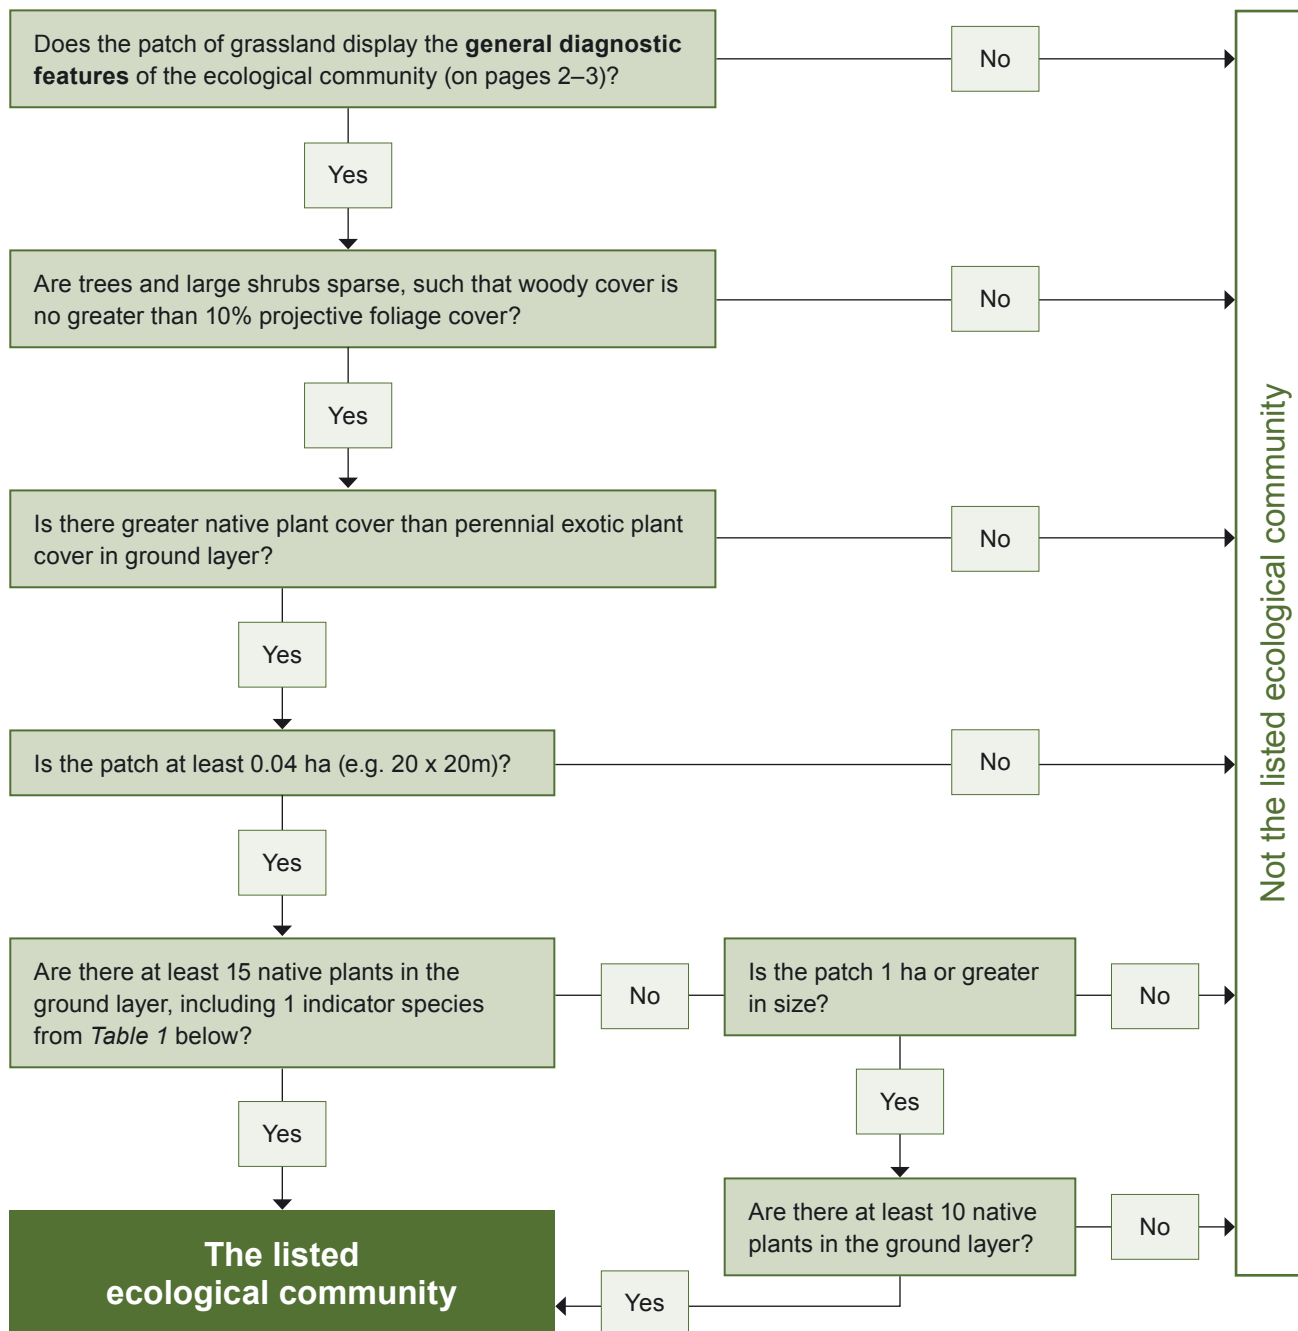 Does the patch of grassland display the general diagnostic
features of the ecological community (on pages 2–3)?
No
Yes
Are trees and large shrubs sparse, such that woody cover is
no greater than 10% projective foliage cover?
No
Yes
Is there greater native plant cover than perennial exotic plant
cover in ground layer?
No
Yes
Is the patch at least 0.04 ha (e.g. 20 x 20m)?
No
Yes
Are there at least 15 native plants in the
ground layer, including 1 indicator species
from Table 1 below?
No
Is the patch 1 ha or greater
in size?
No
Yes
Yes
Are there at least 10 native
plants in the ground layer?
No
Yes
The listed
ecological community
Not the listed ecological community